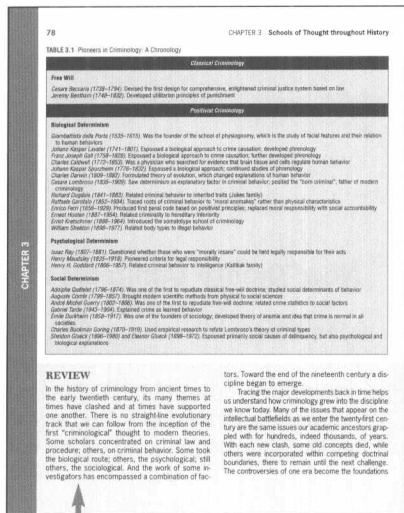 78
CHAPTER 3 Schools of Thought throughout History
TABLE 3.1 Pioneers in Criminology: A Chronology
Classical Criminology
Free Will
Cesare Beccaria (1738–1794). Devised the first design for comprehensive, enlightened criminal justice system based on law
Jeremy Bentham (1748–1832). Developed utilitarian principles of punishment
Positivist Criminology
Biological Determinism
Giambattista della Porta (1535–1615). Was the founder of the school of physiognomy, which is the study of facial features and their relation
to human behaviors
Johann Kaspar Lavater (1741–1801). Espoused a biological approach to crime causation; developed phrenology
Franz Joseph Gall (1758–1828). Espoused a biological approach to crime causation; further developed phrenology
Charles Caldwell (1772–1853). Was a physician who searched for evidence that brain tissue and cells regulate human behavior
Johann Kaspar Spurzheim (1776–1832). Espoused a biological approach; continued studies of phrenology
Charles Darwin (1809–1882). Formulated theory of evolution, which changed explanations of human behavior
Cesare Lombroso (1835–1909). Saw determinism as explanatory factor in criminal behavior; posited the "born criminal"; father of modern
criminology
Richard Dugdale (1841–1883). Related criminal behavior to inherited traits (Jukes family)
Raffaele Garofalo (1852–1934). Traced roots of criminal behavior to "moral anomalies" rather than physical characteristics
Enrico Ferri (1856–1929). Produced first penal code based on positivist principles; replaced moral responsibility with social accountability
Ernest Hooton (1887–1954). Related criminality to hereditary inferiority
Ernst Kretschmer (1888–1964). Introduced the somatotype school of criminology
William Sheldon (1898–1977). Related body types to illegal behavior
Psychological Determinism
Isaac Ray (1807–1881). Questioned whether those who were "morally insane" could be held legally responsible for their acts
Henry Maudsley (1835–1918). Pioneered criteria for legal responsibility
Henry H. Goddard (1866–1957). Related criminal behavior to intelligence (Kallikak family)
Social Determinism
Adolphe Quételet (1796–1874). Was one of the first to repudiate classical free-will doctrine; studied social determinants of behavior
Auguste Comte (1798–1857). Brought modern scientific methods from physical to social sciences
André Michel Guerry (1802–1866). Was one of the first to repudiate free-will doctrine; related crime statistics to social factors
Gabriel Tarde (1843–1904). Explained crime as learned behavior
Émile Durkheim (1858–1917). Was one of the founders of sociology; developed theory of anomie and idea that crime is normal in all
societies
Charles Buckman Goring (1870–1919). Used empirical research to refute Lombroso's theory of criminal types
Sheldon Glueck (1896–1980) and Eleanor Glueck (1898–1972). Espoused primarily social causes of delinquency, but also psychological and
biological explanations
CHAPTER 3
REVIEW
In the history of criminology from ancient times to
the early twentieth century, its many themes at
times have clashed and at times have supported
one another. There is no straight-line evolutionary
track that we can follow from the inception of the
first "criminological" thought to modern theories.
Some scholars concentrated on criminal law and
procedure; others, on criminal behavior. Some took
the biological route; others, the psychological; still
others, the sociological. And the work of some in-
vestigators has encompassed a combination of fac-
tors. Toward the end of the nineteenth century a dis-
cipline began to emerge.
Tracing the major developments back in time helps
us understand how criminology grew into the discipline
we know today. Many of the issues that appear on the
intellectual battlefields as we enter the twenty-first cen-
tury are the same issues our academic ancestors grap-
pled with for hundreds, indeed thousands, of years.
With each new clash, some old concepts died, while
others were incorporated within competing doctrinal
boundaries, there to remain until the next challenge.
The controversies of one era become the foundations